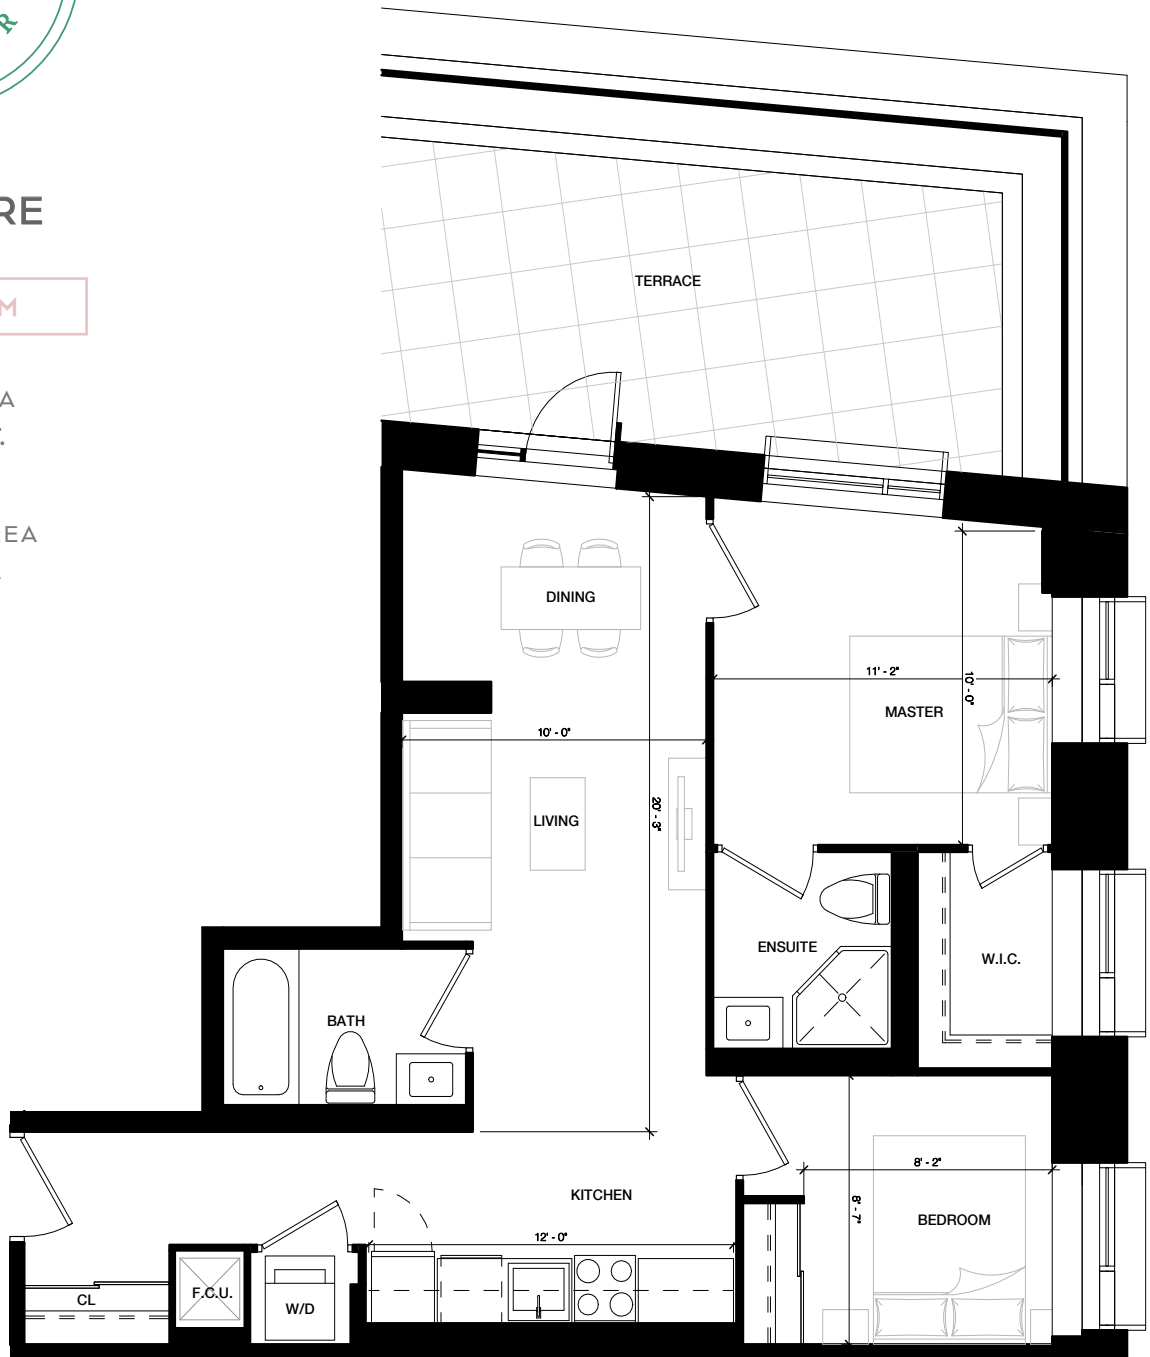 R
RE
M
A
EA
TERRACE
DINING
11' - 2"
10' - 0"
MASTER
10' - 0"
LIVING
20' - 3"
ENSUITE
W.I.C.
BATH
8' - 2"
KITCHEN
8' - 7"
BEDROOM
12' - 0"
F.C.U.
CL
W/D